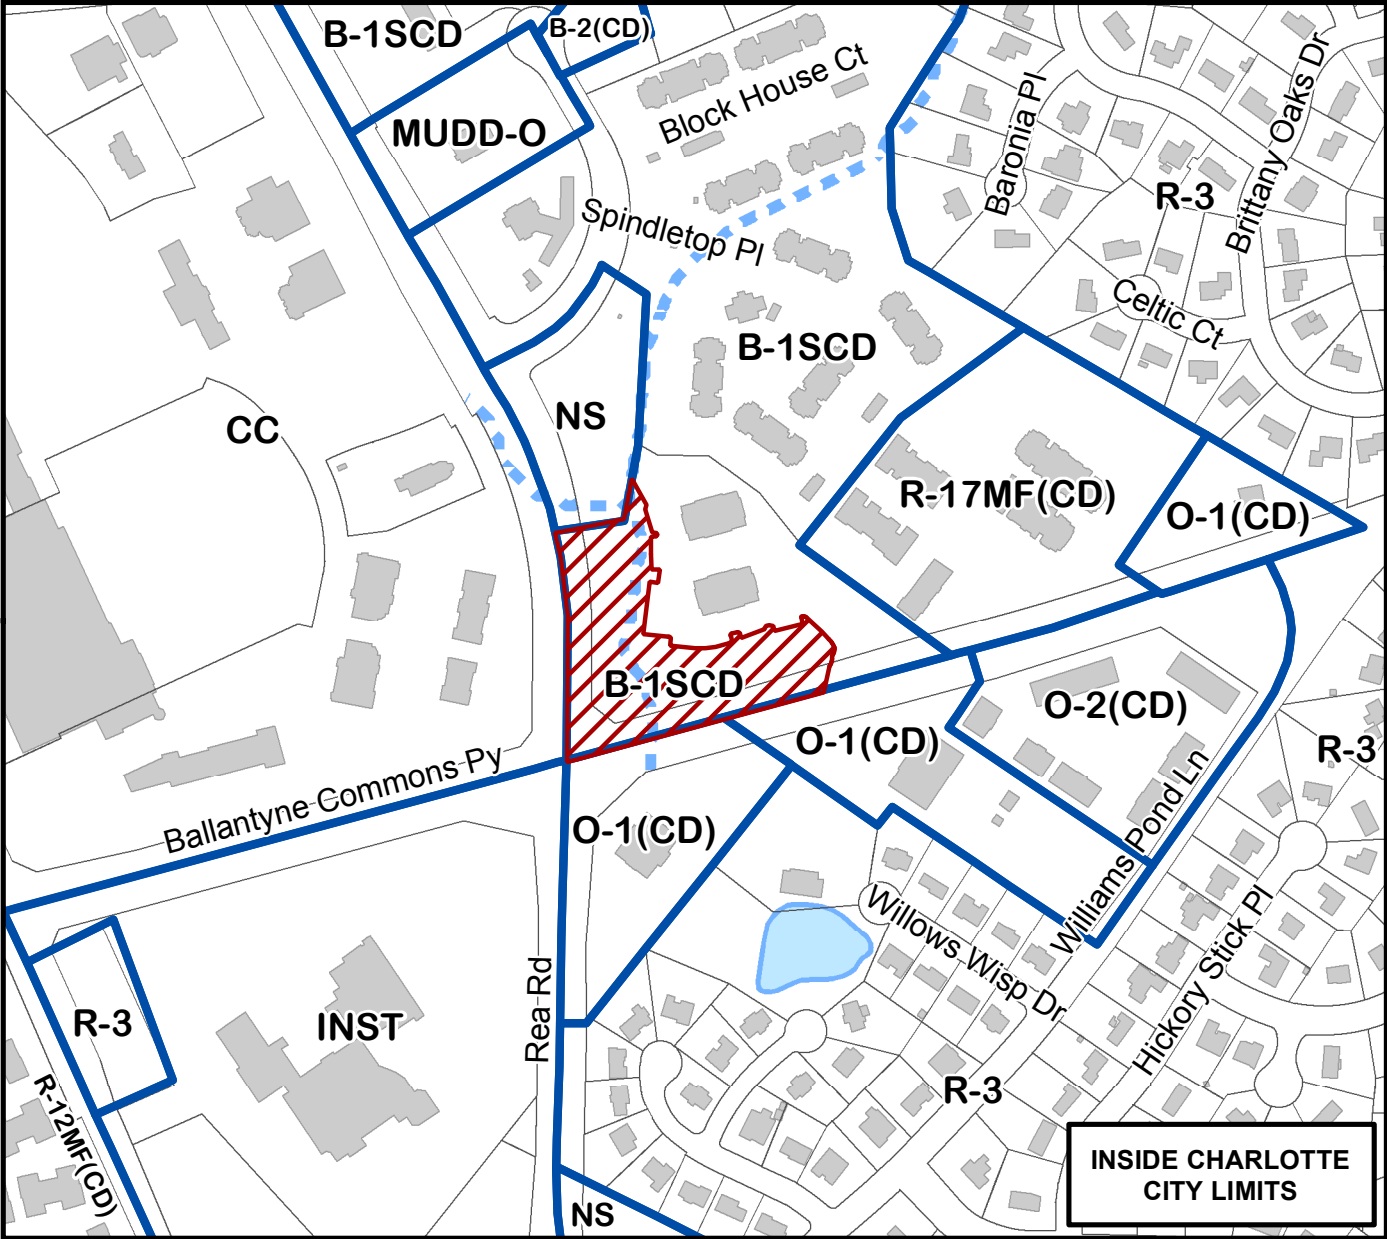 B-1SCD
B-2(CD)
MUDD-O
Block House Ct
Baronia Pl
Brittany Oaks Dr
R-3
Spindletop Pl
Celtic Ct
B-1SCD
CC
NS
R-17MF(CD)
O-1(CD)
B-1SCD
O-2(CD)
O-1(CD)
R-3
Ballantyne Commons Py
O-1(CD)
Williams Pond Ln
Willows Wisp Dr
Hickory Stick Pl
Rea Rd
R-3
INST
R-3
R-12MF(CD)
NS
INSIDE CHARLOTTE
CITY LIMITS